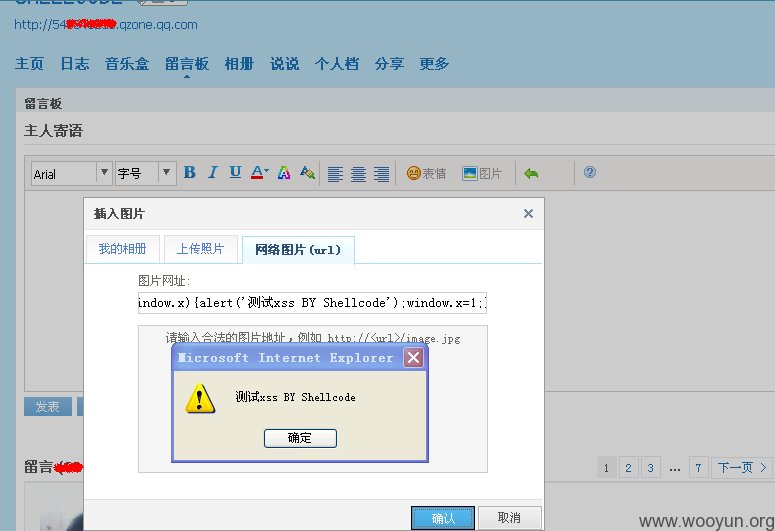 .qzone.qq.com
主页 日志 音乐盒 留言板 相册 说说 个人档 分享 更多
留言板
主人寄语
Arial 字号 B I U A A 表情 图片 ?
插入图片
我的相册 上传照片 网络图片(url)
图片网址:
indow.x){alert('测试xss BY Shellcode');window.x=1;}
请输入合法的图片地址，例如 http://<url>/image.jpg
Microsoft Internet Explorer
测试xss BY Shellcode
确定
发表
留言
1 2 3 ... 7 下一页 >
确认 取消
www.wooyun.org